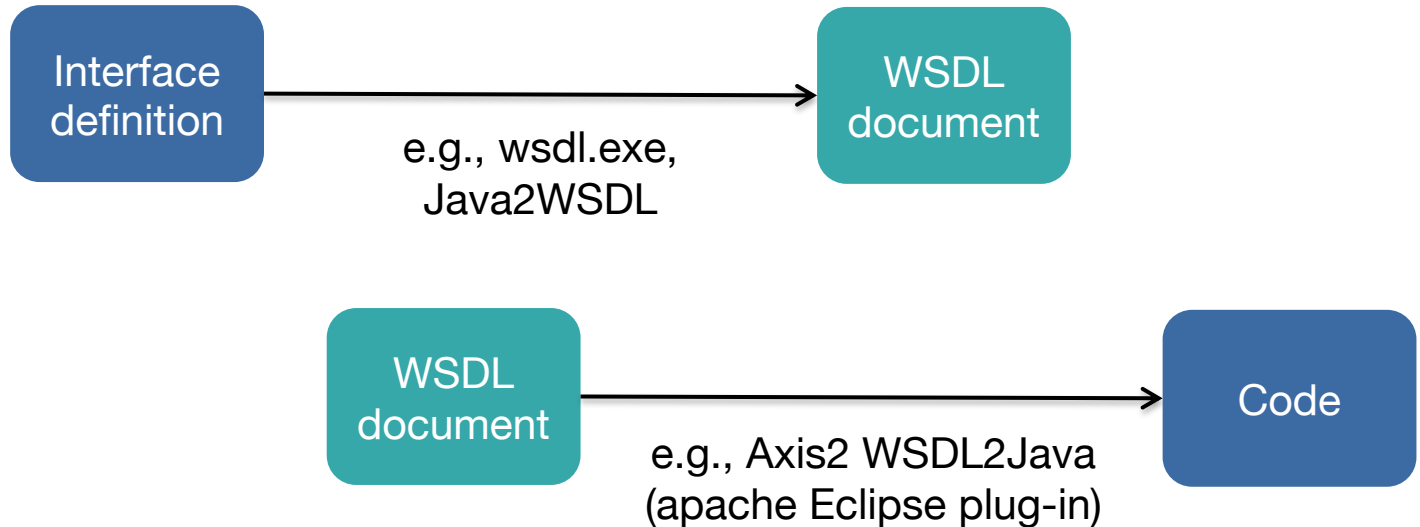 Interface
definition
WSDL
document
e.g., wsdl.exe,
Java2WSDL
WSDL
document
Code
e.g., Axis2 WSDL2Java
(apache Eclipse plug-in)